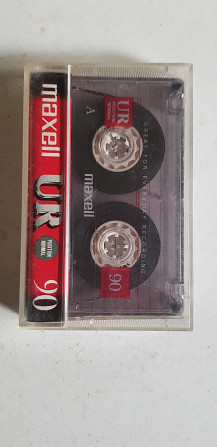 maxell
UR
POSITION
NORMAL
90
UR
A
maxell
GREAT FOR EVERYDAY RECORDING
90